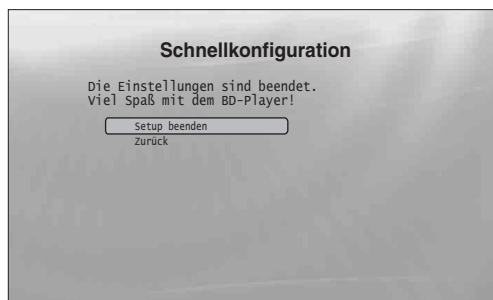 Schnellkonfiguration
Die Einstellungen sind beendet.
Viel Spaß mit dem BD-Player!
Setup beenden
Zurück